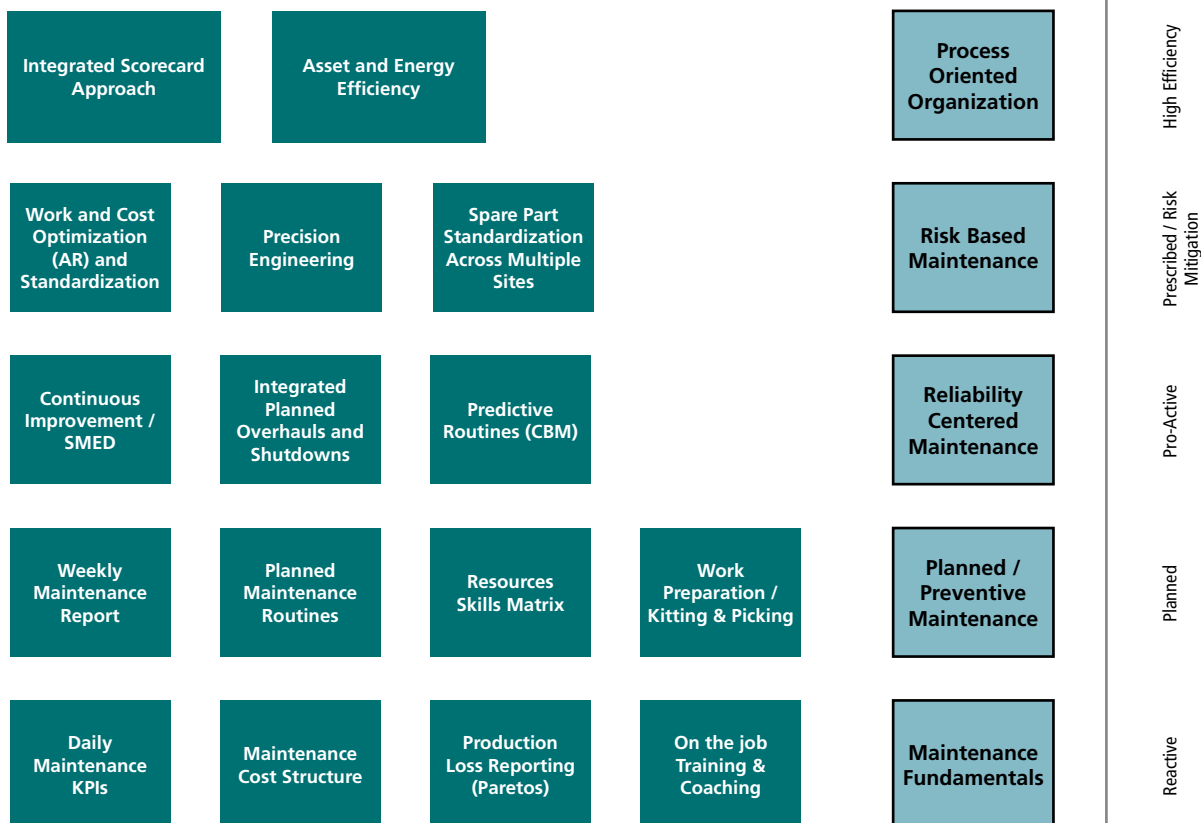 Integrated Scorecard
Approach
Asset and Energy
Efficiency
Process
Oriented
Organization
High Efficiency
Work and Cost
Optimization
(AR) and
Standardization
Precision
Engineering
Spare Part
Standardization
Across Multiple
Sites
Risk Based
Maintenance
Prescribed / Risk
Mitigation
Continuous
Improvement /
SMED
Integrated
Planned
Overhauls and
Shutdowns
Predictive
Routines (CBM)
Reliability
Centered
Maintenance
Pro-Active
Weekly
Maintenance
Report
Planned
Maintenance
Routines
Resources
Skills Matrix
Work
Preparation /
Kitting & Picking
Planned /
Preventive
Maintenance
Planned
Daily
Maintenance
KPIs
Maintenance
Cost Structure
Production
Loss Reporting
(Paretos)
On the job
Training &
Coaching
Maintenance
Fundamentals
Reactive